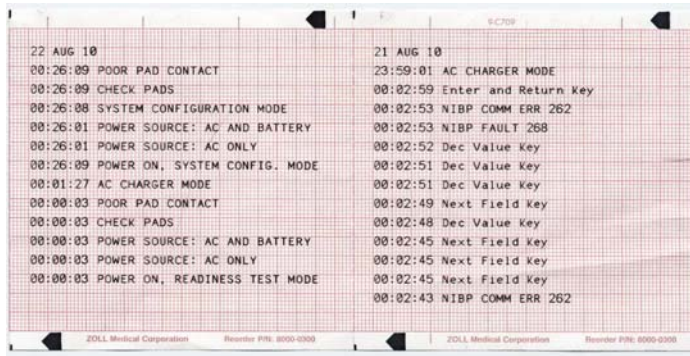 9-C709
22 AUG 10
00:26:09 POOR PAD CONTACT
00:26:09 CHECK PADS
00:26:08 SYSTEM CONFIGURATION MODE
00:26:01 POWER SOURCE: AC AND BATTERY
00:26:01 POWER SOURCE: AC ONLY
00:26:09 POWER ON, SYSTEM CONFIG. MODE
00:01:27 AC CHARGER MODE
00:00:03 POOR PAD CONTACT
00:00:03 CHECK PADS
00:00:03 POWER SOURCE: AC AND BATTERY
00:00:03 POWER SOURCE: AC ONLY
00:00:03 POWER ON, READINESS TEST MODE
ZOLL Medical Corporation Reorder P/N: 8000-0300
21 AUG 10
23:59:01 AC CHARGER MODE
00:02:59 Enter and Return Key
00:02:53 NIBP COMM ERR 262
00:02:53 NIBP FAULT 268
00:02:52 Dec Value Key
00:02:51 Dec Value Key
00:02:51 Dec Value Key
00:02:49 Next Field Key
00:02:48 Dec Value Key
00:02:45 Next Field Key
00:02:45 Next Field Key
00:02:45 Next Field Key
00:02:43 NIBP COMM ERR 262
ZOLL Medical Corporation Reorder P/N: 8000-0300